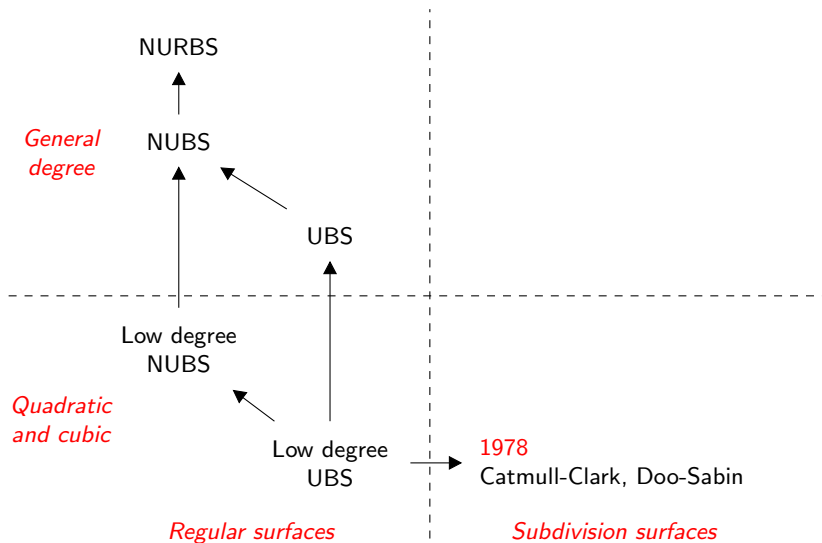 NURBS
General
degree
NUBS
UBS
Low degree
NUBS
Quadratic
and cubic
Low degree
UBS
1978
Catmull-Clark, Doo-Sabin
Regular surfaces
Subdivision surfaces